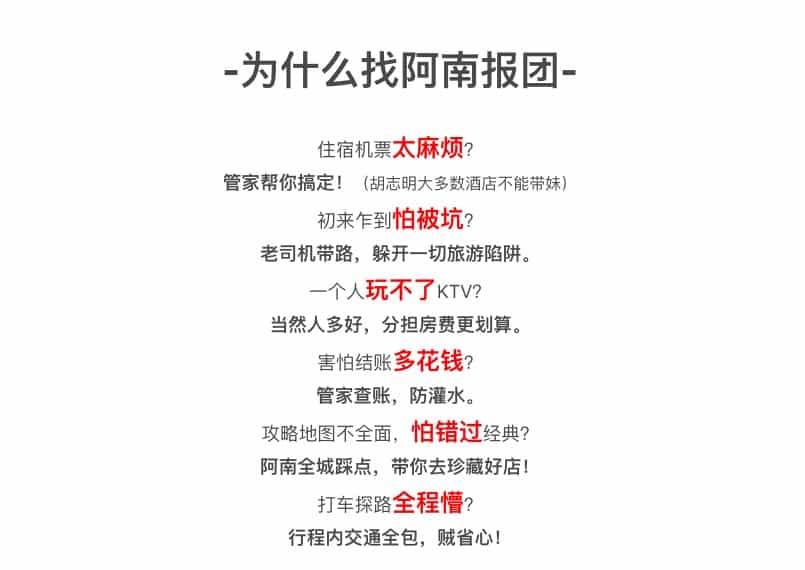 -为什么找阿南报团-
住宿机票太麻烦?
管家帮你搞定！（胡志明大多数酒店不能带妹）
初来乍到怕被坑?
老司机带路，躲开一切旅游陷阱。
一个人玩不了KTV?
当然人多好，分担房费更划算。
害怕结账多花钱?
管家查账，防灌水。
攻略地图不全面，怕错过经典?
阿南全城踩点，带你去珍藏好店！
打车探路全程懵?
行程内交通全包，贼省心！